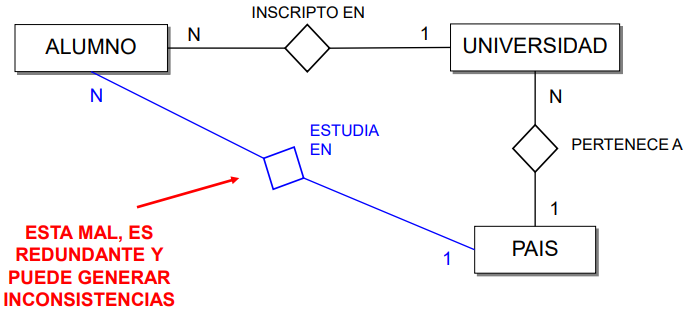 INSCRIPTO EN
ALUMNO
N
1
UNIVERSIDAD
N
N
ESTUDIA
EN
PERTENECE A
1
ESTA MAL, ES
REDUNDANTE Y
PUEDE GENERAR
INCONSISTENCIAS
1
PAIS